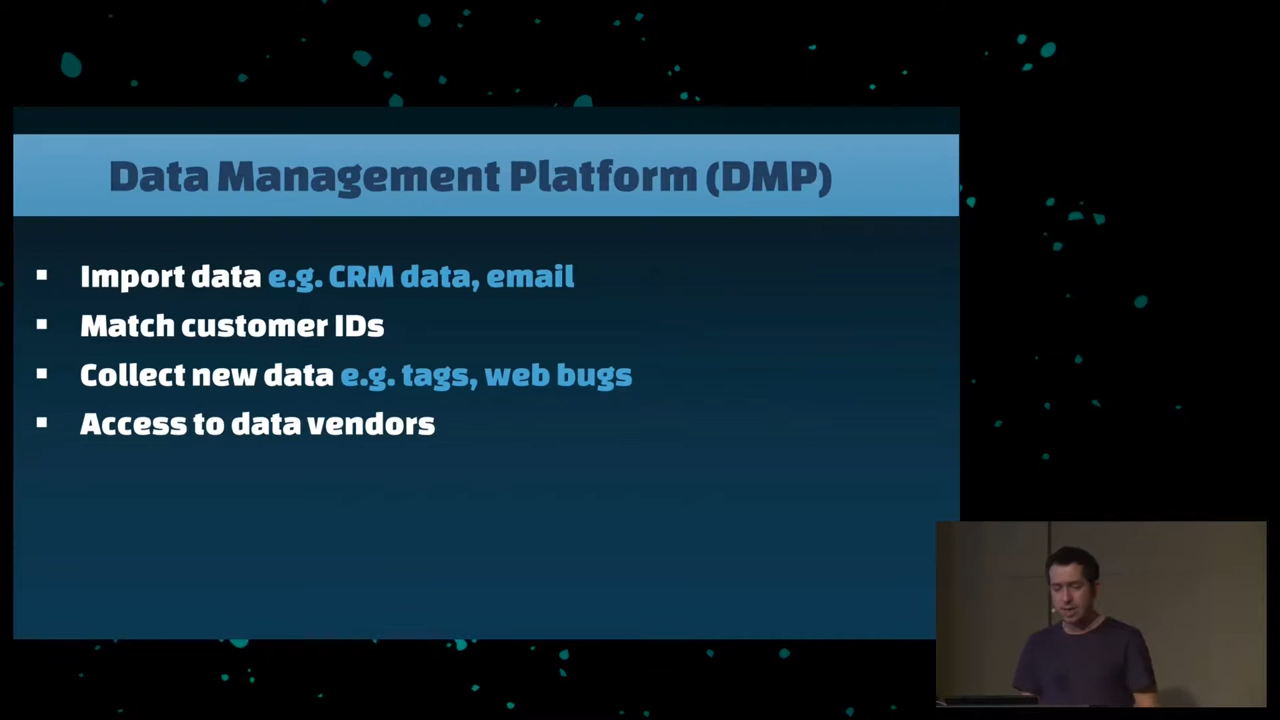 Data Management Platform (DMP)
Import data e.g. CRM data, email
Match customer IDs
Collect new data e.g. tags, web bugs
Access to data vendors